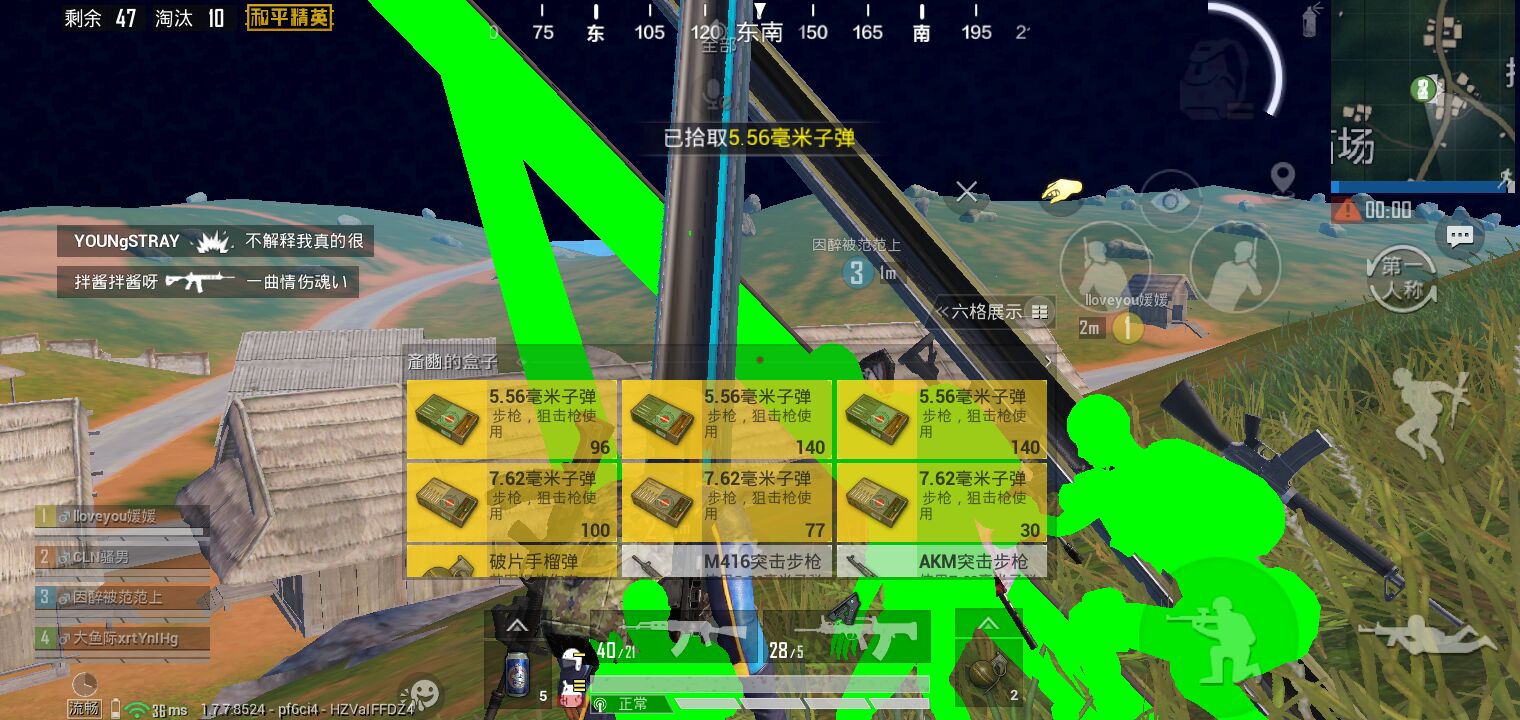 剩余 47 淘汰 10 和平精英
0 75 东 105 120 东南 150 165 南 195
全部
已拾取5.56毫米子弹
场
00:00
YOUNgSTRAY 不解释我真的很
拌酱拌酱呀 一曲情伤魂い
因醉被范范上
3 1m
第一
人称
Iloveyou媛媛
2m 1
六格展示
的盒子
5.56毫米子弹
步枪，狙击枪使
用
96
5.56毫米子弹
步枪，狙击枪使
用
140
5.56毫米子弹
步枪，狙击枪使
用
140
7.62毫米子弹
步枪，狙击枪使
用
100
7.62毫米子弹
步枪，狙击枪使
用
77
7.62毫米子弹
步枪，狙击枪使
用
30
破片手榴弹
M416突击步枪
AKM突击步枪
1 Iloveyou媛媛
2 CLN骚男
3 因醉被范范上
4 大鱼际xrtYnIHg
5
40/21
28/5
2
正常
流畅 36ms 1.7.7.8524 - pf6ci4 - HZVaIFFDZ4